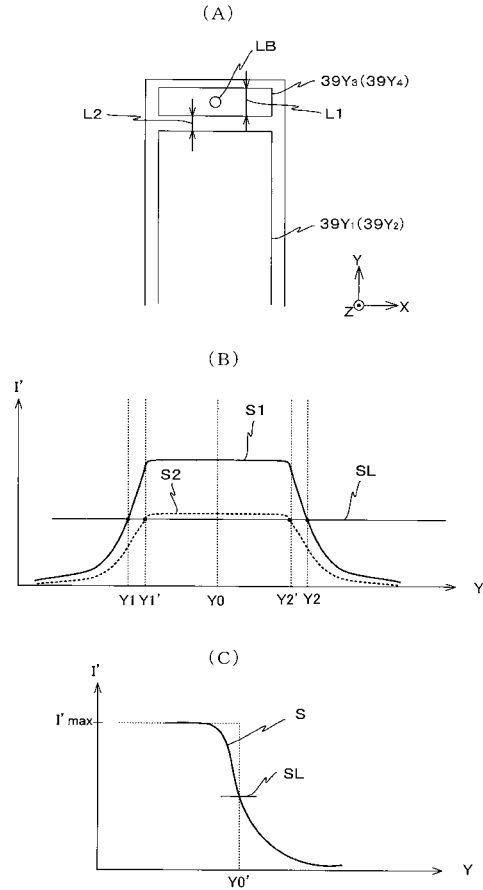 (A)
LB
39Y₃(39Y₄)
L2
L1
39Y₁(39Y₂)
Y
Z X
(B)
I'
S1
S2
SL
Y1 Y1' Y0 Y2' Y2 Y
(C)
I'
I' max
S
SL
Y0' Y